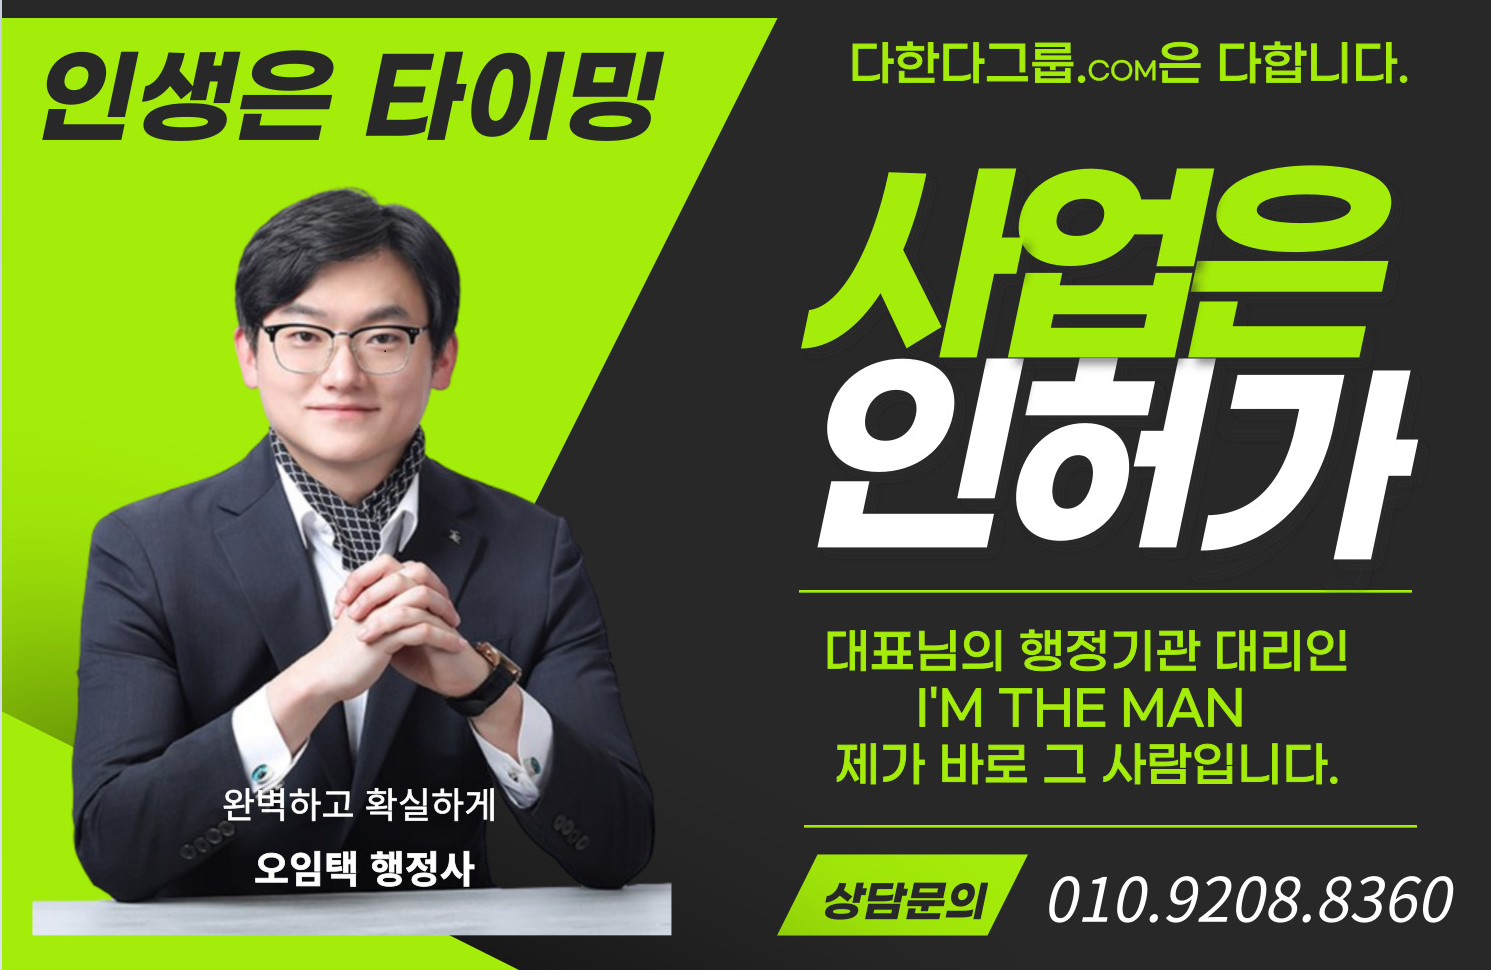 인생은 타이밍
다한다그룹.COM은 다합니다.
사업은
인허가
대표님의 행정기관 대리인
I'M THE MAN
제가 바로 그 사람입니다.
완벽하고 확실하게
오임택 행정사
상담문의 010.9208.8360